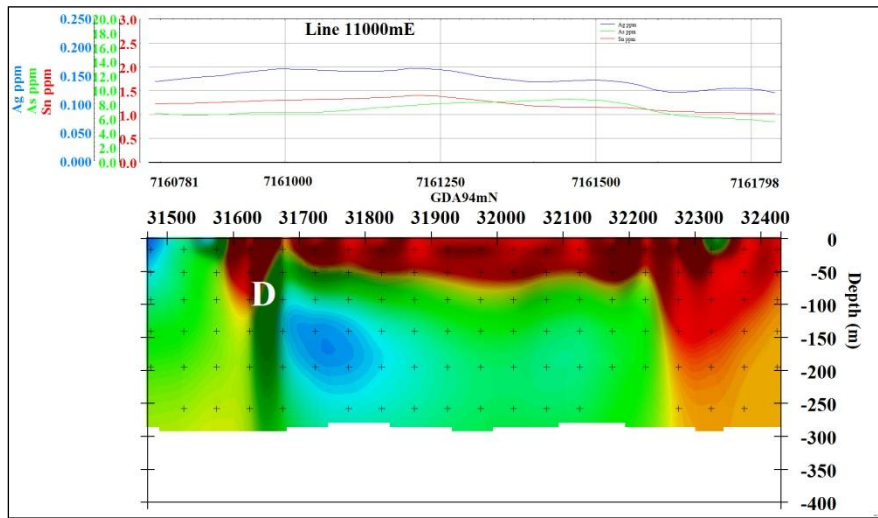 Line 11000mE
Ag ppm
As ppm
Sn ppm
0.250 20.0 3.0
18.0
0.200 16.0 2.5
14.0
0.150 12.0 2.0
10.0 1.5
0.100 8.0
6.0 1.0
0.050 4.0 0.5
2.0
0.000 0.0 0.0
Ag ppm
As ppm
Sn ppm
7160781 7161000 7161250 7161500 7161798
GDA94mN
31500 31600 31700 31800 31900 32000 32100 32200 32300 32400
D
0
-50
-100
-150
-200
-250
-300
-350
-400
Depth (m)